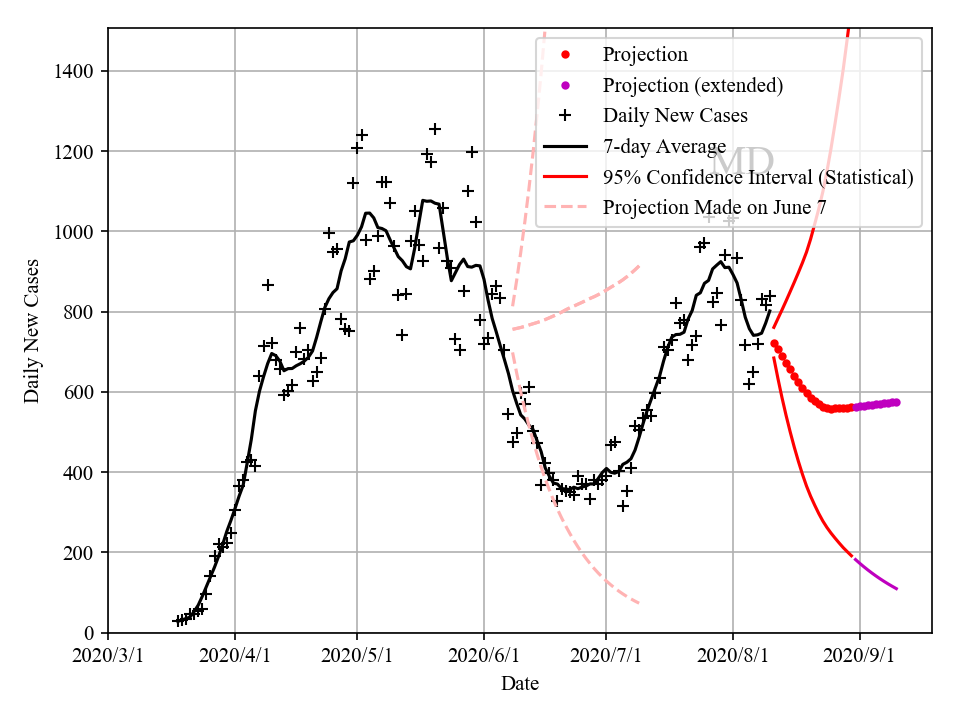 1400
1200
1000
800
600
400
200
0
Daily New Cases
2020/3/1
2020/4/1
2020/5/1
2020/6/1
2020/7/1
2020/8/1
2020/9/1
Date
MD
Projection
Projection (extended)
Daily New Cases
7-day Average
95% Confidence Interval (Statistical)
Projection Made on June 7